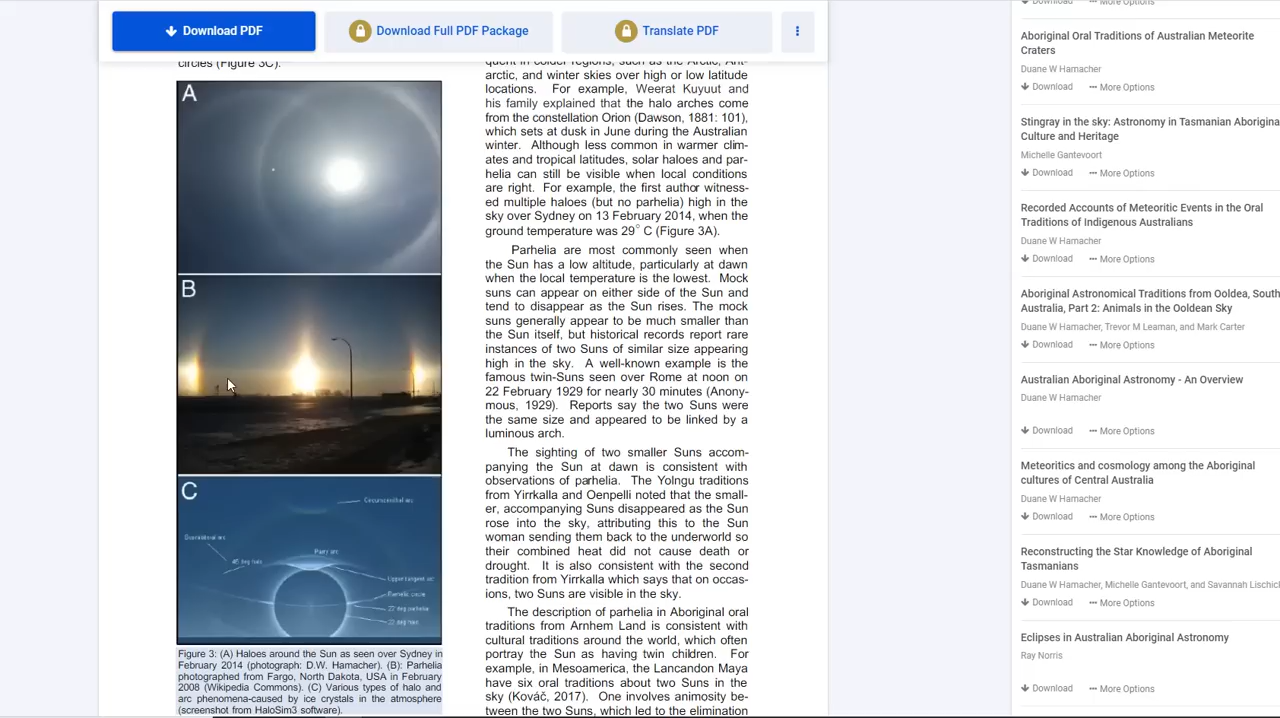 Download PDF
Download Full PDF Package
Translate PDF
circles (Figure 3C).
A
B
C
Circumzenithal arc
Parry arc
Upper tangent arc
Parhelic circle
22 deg parhelia
22 deg halo
Figure 3: (A) Haloes around the Sun as seen over Sydney in
February 2014 (photograph: D.W. Hamacher). (B): Parhelia
photographed from Fargo, North Dakota, USA in February
2008 (Wikipedia Commons). (C) Various types of halo and
arc phenomena-caused by ice crystals in the atmosphere
(screenshot from HaloSim3 software).
quent in colder regions, such as the Arctic, Ant-
arctic, and winter skies over high or low latitude
locations. For example, Weerat Kuyuut and
his family explained that the halo arches come
from the constellation Orion (Dawson, 1881: 101),
which sets at dusk in June during the Australian
winter. Although less common in warmer clim-
ates and tropical latitudes, solar haloes and par-
helia can still be visible when local conditions
are right. For example, the first author witness-
ed multiple haloes (but no parhelia) high in the
sky over Sydney on 13 February 2014, when the
ground temperature was 29° C (Figure 3A).
Parhelia are most commonly seen when
the Sun has a low altitude, particularly at dawn
when the local temperature is the lowest. Mock
suns can appear on either side of the Sun and
tend to disappear as the Sun rises. The mock
suns generally appear to be much smaller than
the Sun itself, but historical records report rare
instances of two Suns of similar size appearing
high in the sky. A well-known example is the
famous twin-Suns seen over Rome at noon on
22 February 1929 for nearly 30 minutes (Anony-
mous, 1929). Reports say the two Suns were
the same size and appeared to be linked by a
luminous arch.
The sighting of two smaller Suns accom-
panying the Sun at dawn is consistent with
observations of parhelia. The Yolngu traditions
from Yirrkalla and Oenpelli noted that the small-
er, accompanying Suns disappeared as the Sun
rose into the sky, attributing this to the Sun
woman sending them back to the underworld so
their combined heat did not cause death or
drought. It is also consistent with the second
tradition from Yirrkalla which says that on occas-
ions, two Suns are visible in the sky.
The description of parhelia in Aboriginal oral
traditions from Arnhem Land is consistent with
cultural traditions around the world, which often
portray the Sun as having twin children. For
example, in Mesoamerica, the Lancandon Maya
have six oral traditions about two Suns in the
sky (Kováč, 2017). One involves animosity be-
tween the two Suns, which led to the elimination
Download ••• More Options
Aboriginal Oral Traditions of Australian Meteorite
Craters
Duane W Hamacher
Download ••• More Options
Stingray in the sky: Astronomy in Tasmanian Aborigina
Culture and Heritage
Michelle Gantevoort
Download ••• More Options
Recorded Accounts of Meteoritic Events in the Oral
Traditions of Indigenous Australians
Duane W Hamacher
Download ••• More Options
Aboriginal Astronomical Traditions from Ooldea, South
Australia, Part 2: Animals in the Ooldean Sky
Duane W Hamacher, Trevor M Leaman, and Mark Carter
Download ••• More Options
Australian Aboriginal Astronomy - An Overview
Duane W Hamacher
Download ••• More Options
Meteoritics and cosmology among the Aboriginal
cultures of Central Australia
Duane W Hamacher
Download ••• More Options
Reconstructing the Star Knowledge of Aboriginal
Tasmanians
Duane W Hamacher, Michelle Gantevoort, and Savannah Lischick
Download ••• More Options
Eclipses in Australian Aboriginal Astronomy
Ray Norris
Download ••• More Options